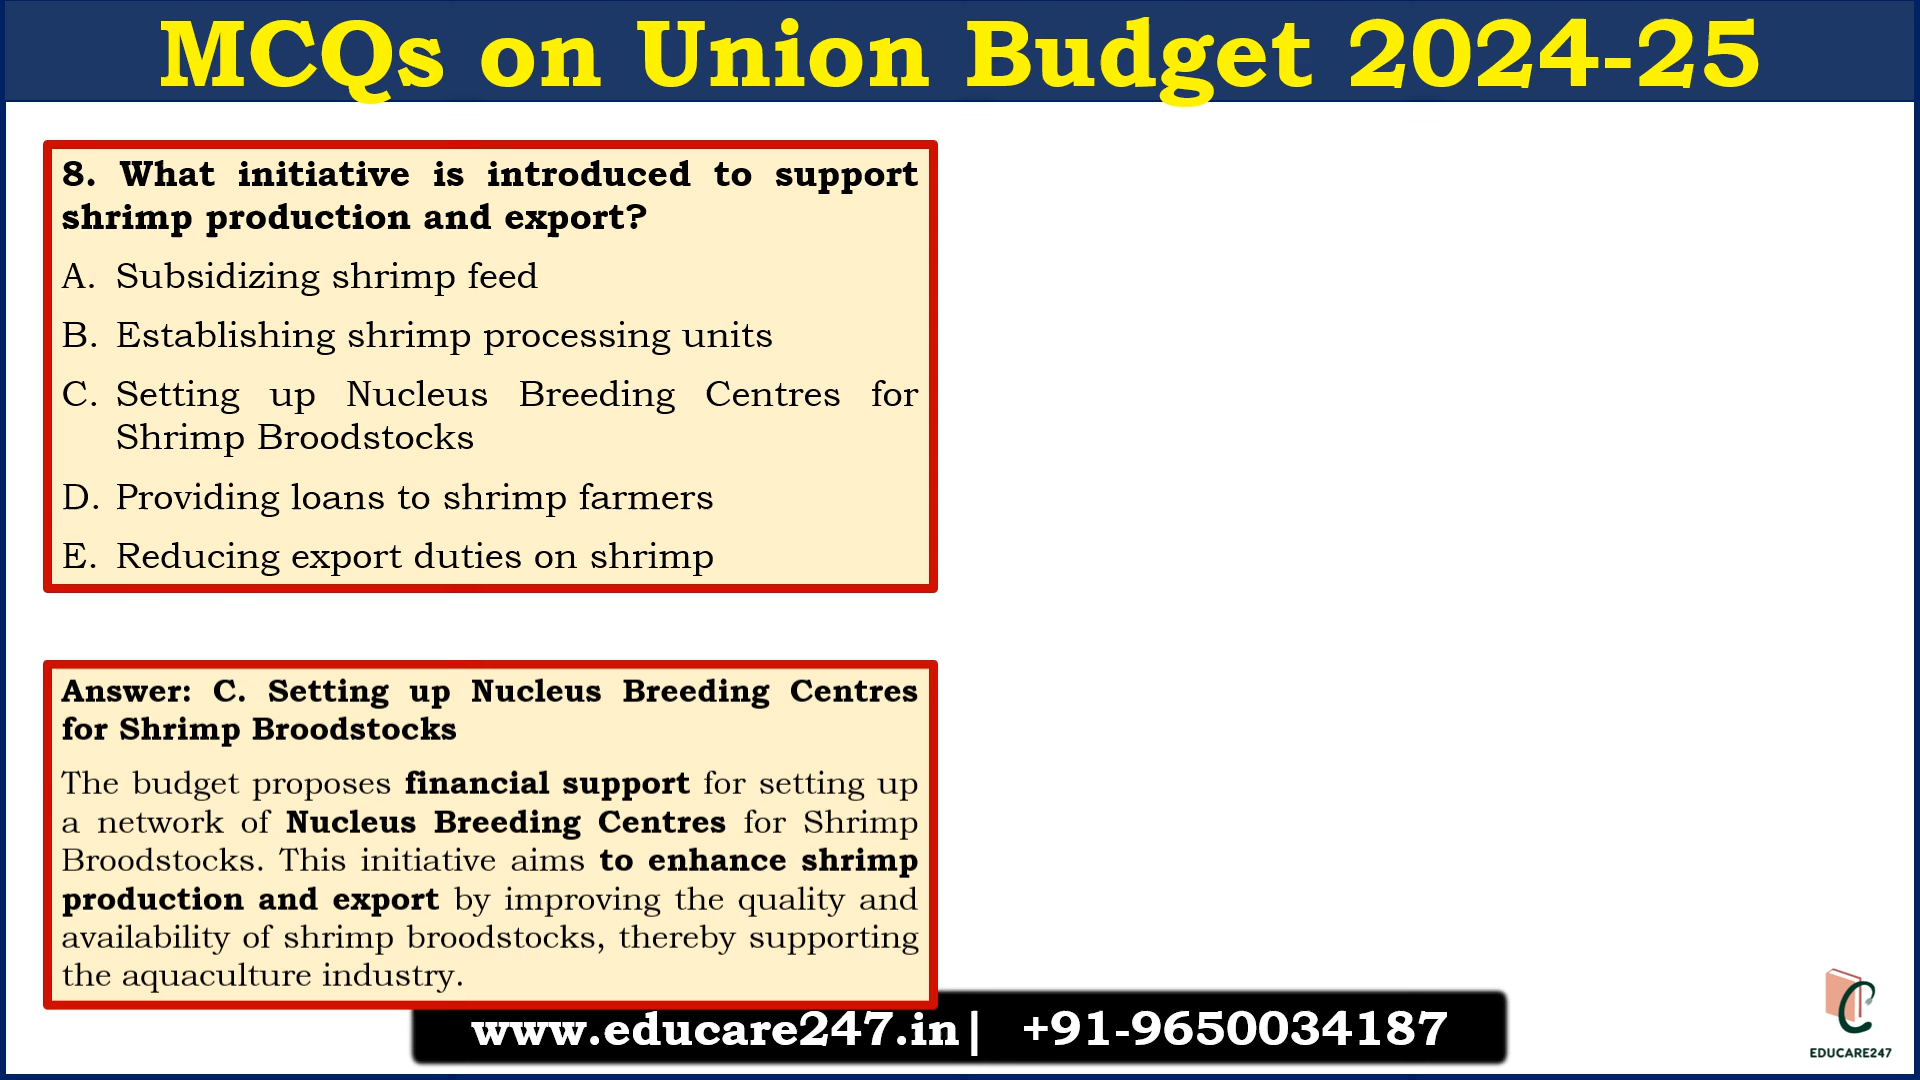 MCQs on Union Budget 2024-25
8. What initiative is introduced to support
shrimp production and export?
A. Subsidizing shrimp feed
B. Establishing shrimp processing units
C. Setting up Nucleus Breeding Centres for
Shrimp Broodstocks
D. Providing loans to shrimp farmers
E. Reducing export duties on shrimp
Answer: C. Setting up Nucleus Breeding Centres
for Shrimp Broodstocks
The budget proposes financial support for setting up
a network of Nucleus Breeding Centres for Shrimp
Broodstocks. This initiative aims to enhance shrimp
production and export by improving the quality and
availability of shrimp broodstocks, thereby supporting
the aquaculture industry.
www.educare247.in| +91-9650034187
EDUCARE247